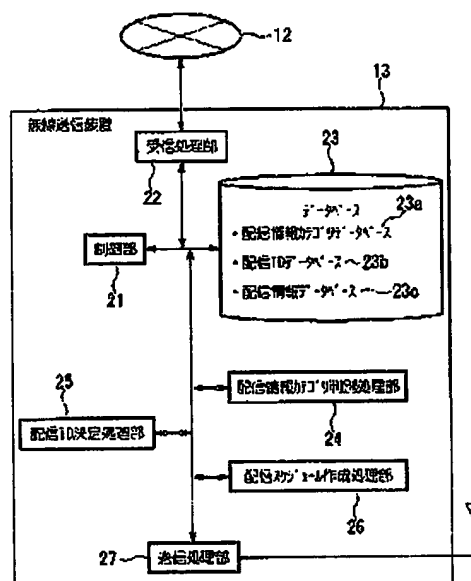 12
13
無線送信装置
受信処理部
22
23
データベース
・配信情報カテゴリデータベース
23a
・配信IDデータベース～23b
・配信情報データベース…23c
制御部
21
25
配信ID決定処理部
配信情報カテゴリ
処理部
24
配信スケジュール作成処理部
26
27
送信処理部